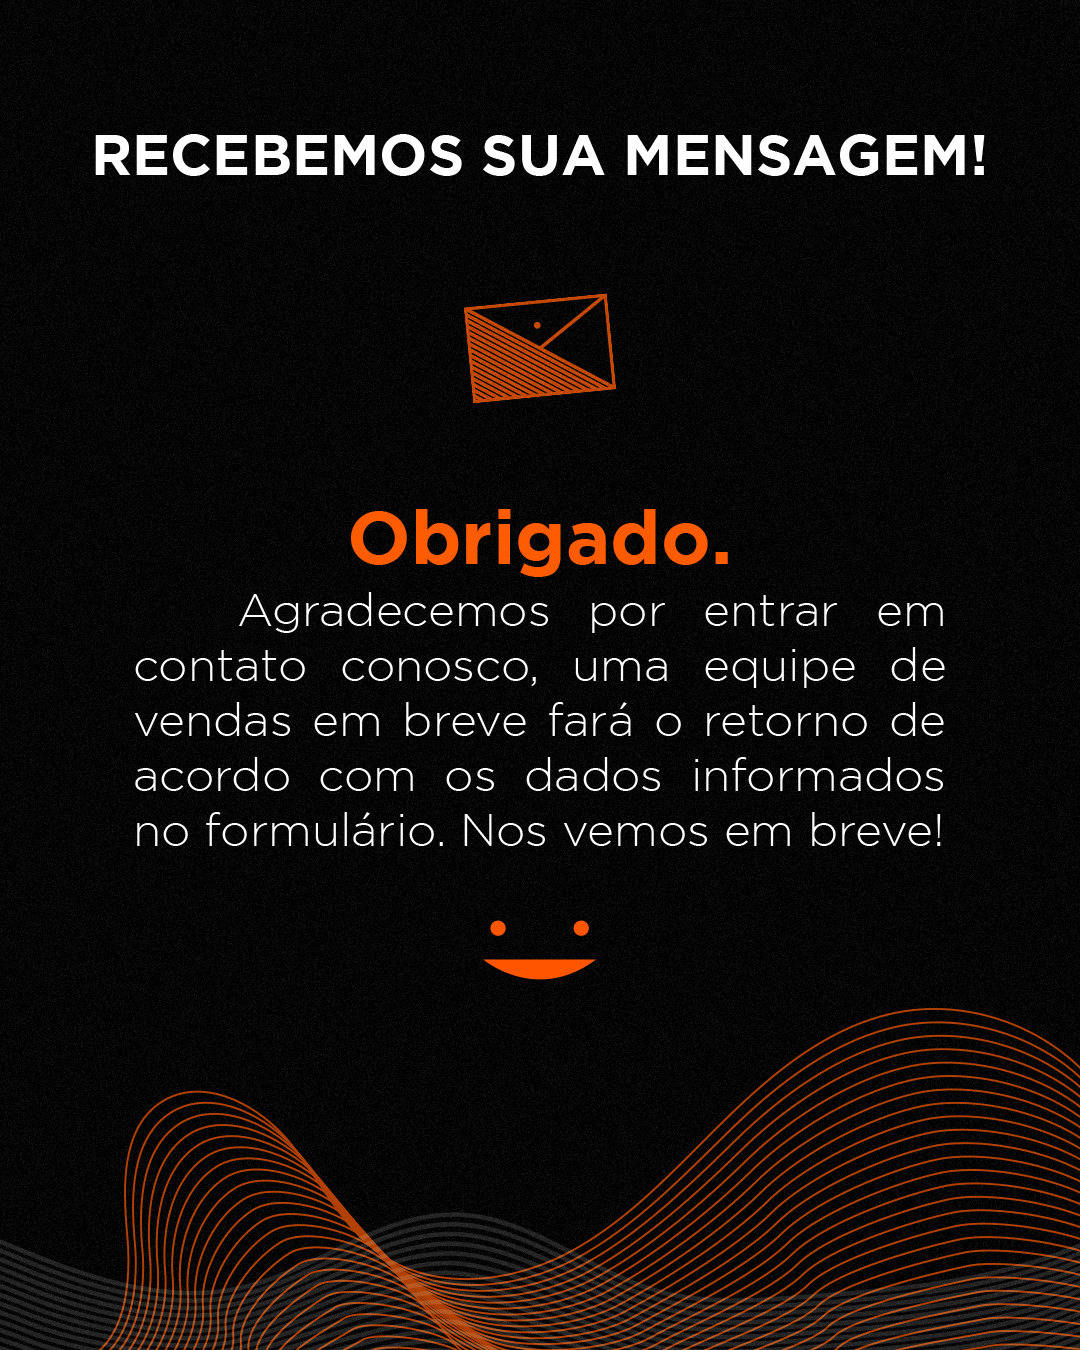 RECEBEMOS SUA MENSAGEM!
Obrigado.
Agradecemos por entrar em
contato conosco, uma equipe de
vendas em breve fará o retorno de
acordo com os dados informados
no formulário. Nos vemos em breve!